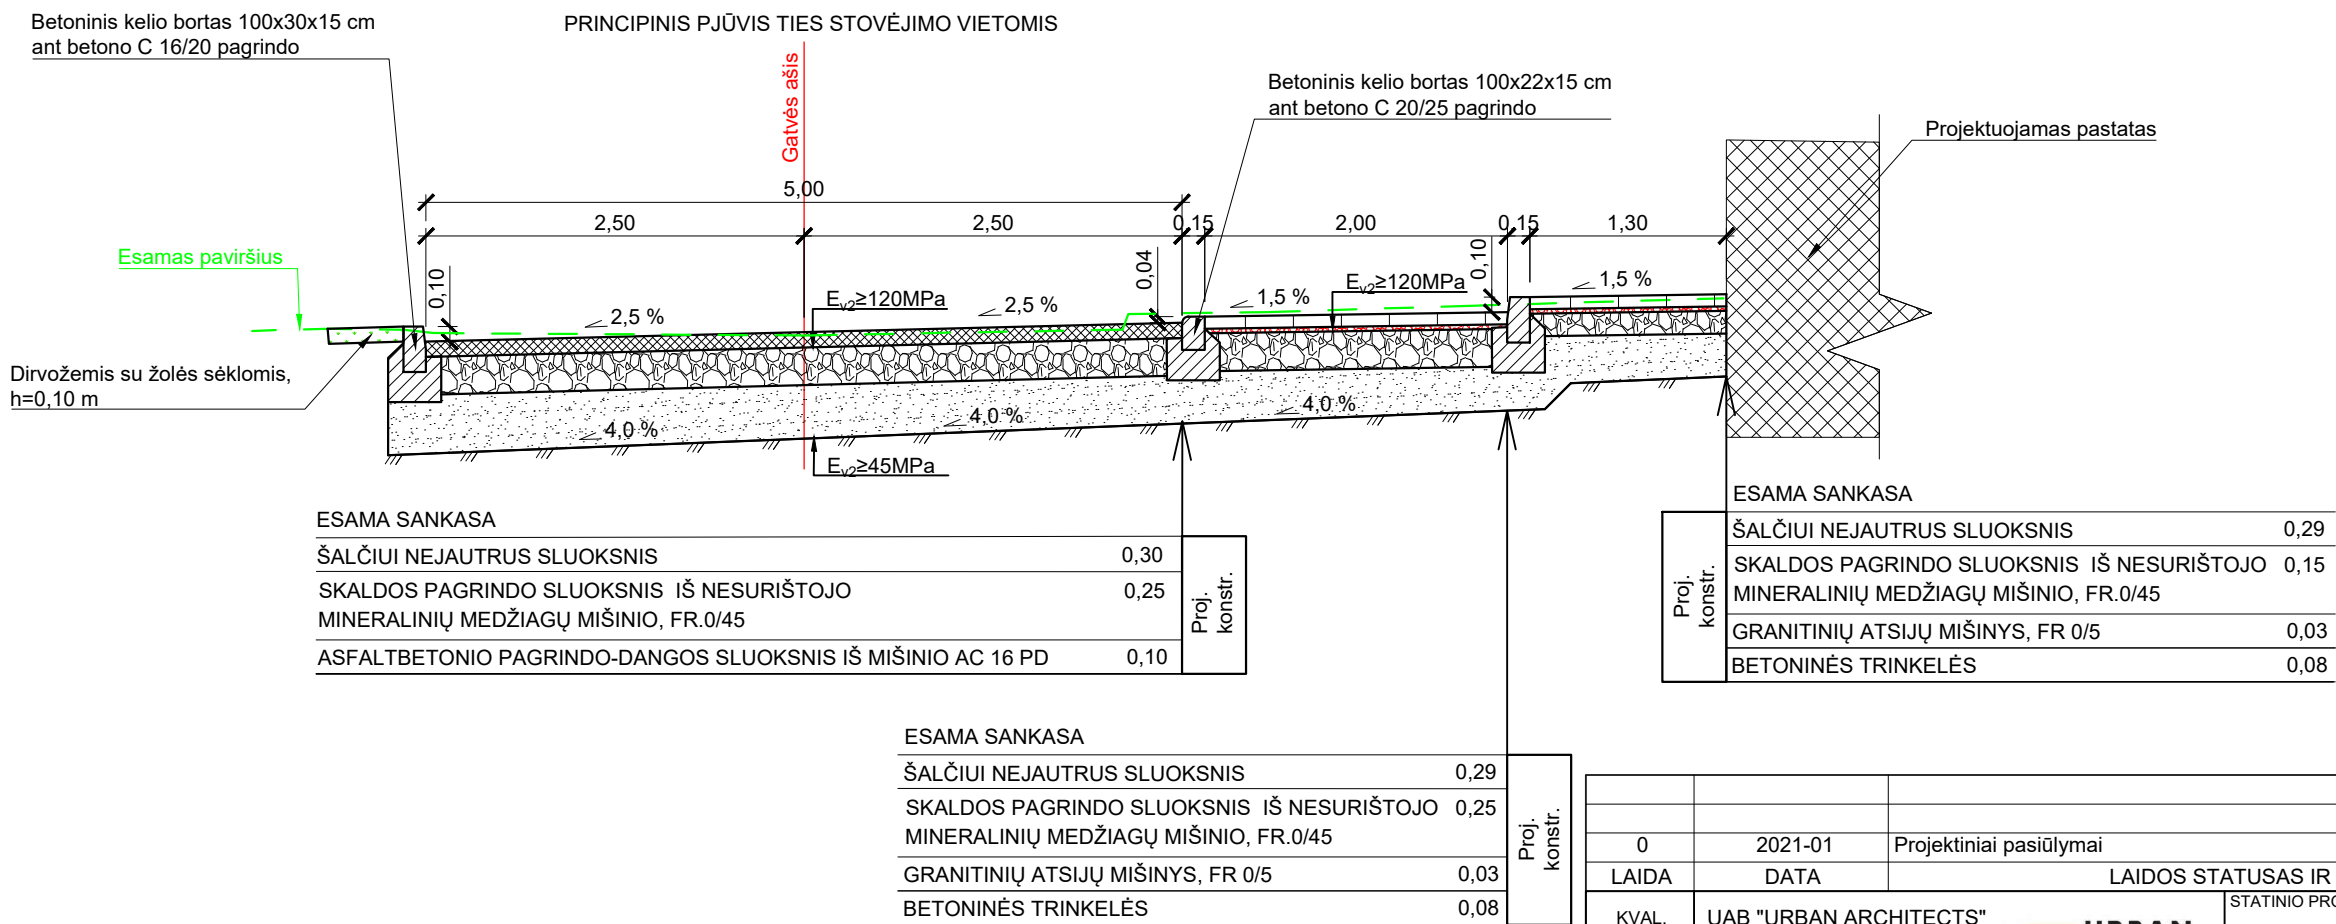 PRINCIPINIS PJŪVIS TIES STOVĖJIMO VIETOMIS
Betoninis kelio bortas 100x30x15 cm
ant betono C 16/20 pagrindo
Gatvės ašis
Betoninis kelio bortas 100x22x15 cm
ant betono C 20/25 pagrindo
Projektuojamas pastatas
5,00
2,50
2,50
0,15
2,00
0,15
1,30
Esamas paviršius
0,10
0,04
0,10
2,5 %
Ev2≥120MPa
2,5 %
1,5 %
Ev2≥120MPa
1,5 %
Dirvožemis su žolės sėklomis,
h=0,10 m
4,0 %
4,0 %
4,0 %
Ev2≥45MPa
ESAMA SANKASA
ŠALČIUI NEJAUTRUS SLUOKSNIS 0,30
SKALDOS PAGRINDO SLUOKSNIS IŠ NESURIŠTOJO 0,25
MINERALINIŲ MEDŽIAGŲ MIŠINIO, FR.0/45
ASFALTBETONIO PAGRINDO-DANGOS SLUOKSNIS IŠ MIŠINIO AC 16 PD 0,10
Proj.
konstr.
ESAMA SANKASA
ŠALČIUI NEJAUTRUS SLUOKSNIS 0,29
SKALDOS PAGRINDO SLUOKSNIS IŠ NESURIŠTOJO 0,15
MINERALINIŲ MEDŽIAGŲ MIŠINIO, FR.0/45
GRANITINIŲ ATSIJŲ MIŠINYS, FR 0/5 0,03
BETONINĖS TRINKELĖS 0,08
Proj.
konstr.
ESAMA SANKASA
ŠALČIUI NEJAUTRUS SLUOKSNIS 0,29
SKALDOS PAGRINDO SLUOKSNIS IŠ NESURIŠTOJO 0,25
MINERALINIŲ MEDŽIAGŲ MIŠINIO, FR.0/45
GRANITINIŲ ATSIJŲ MIŠINYS, FR 0/5 0,03
BETONINĖS TRINKELĖS 0,08
Proj.
konstr.
0 2021-01 Projektiniai pasiūlymai
LAIDA DATA LAIDOS STATUSAS IR
KVAL. UAB "URBAN ARCHITECTS" URBAN
STATINIO PRO